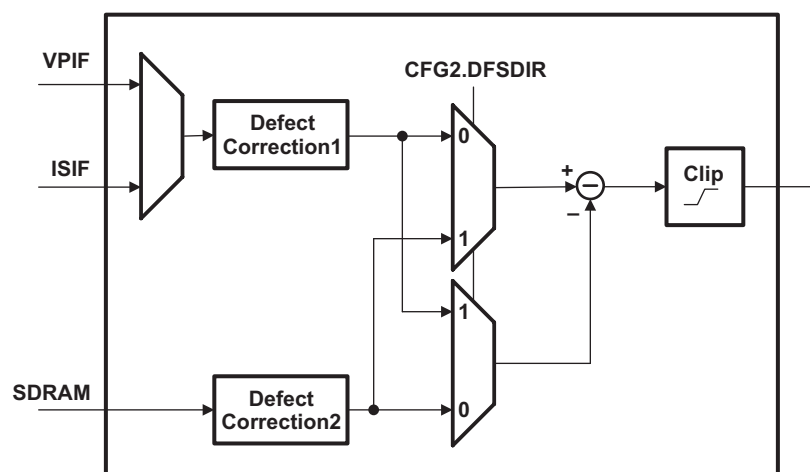 VPIF
CFG2.DFSDIR
Defect
Correction1
0
ISIF
+
−
−
Clip
1
1
SDRAM
Defect
Correction2
0